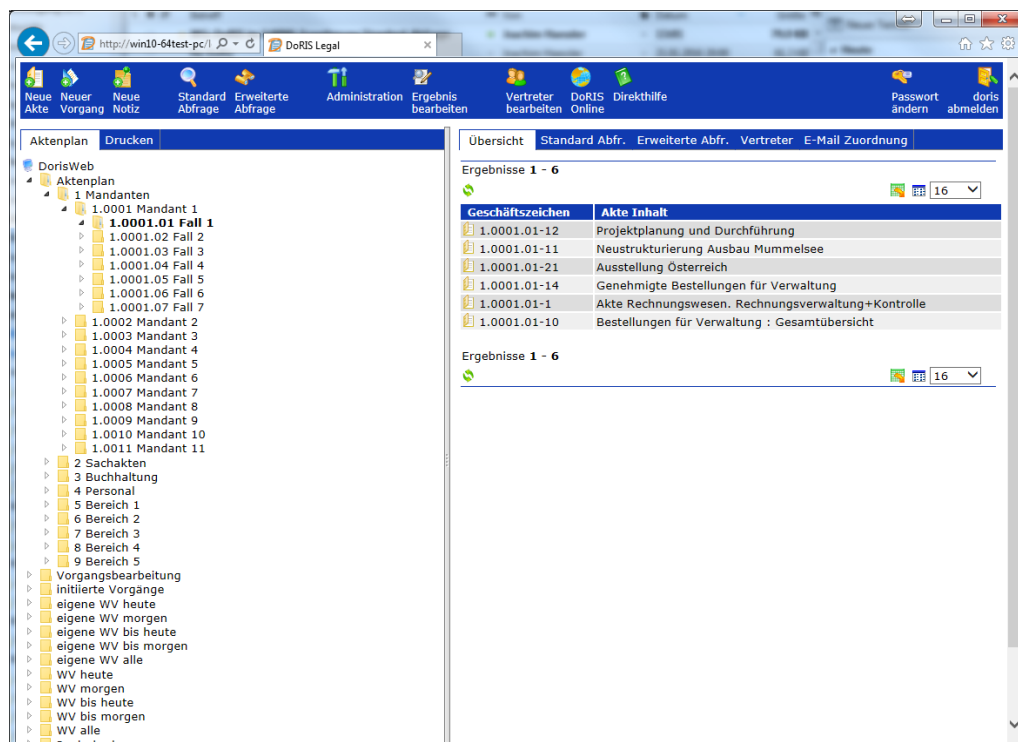 http://win10-64test-pc/l
DoRIS Legal
Neue Akte
Neuer Vorgang
Neue Notiz
Standard Abfrage
Erweiterte Abfrage
Administration
Ergebnis bearbeiten
Vertreter bearbeiten
DoRIS Online
Direkthilfe
Passwort ändern
doris abmelden
Aktenplan Drucken
DorisWeb
Aktenplan
1 Mandanten
1.0001 Mandant 1
1.0001.01 Fall 1
1.0001.02 Fall 2
1.0001.03 Fall 3
1.0001.04 Fall 4
1.0001.05 Fall 5
1.0001.06 Fall 6
1.0001.07 Fall 7
1.0002 Mandant 2
1.0003 Mandant 3
1.0004 Mandant 4
1.0005 Mandant 5
1.0006 Mandant 6
1.0007 Mandant 7
1.0008 Mandant 8
1.0009 Mandant 9
1.0010 Mandant 10
1.0011 Mandant 11
2 Sachakten
3 Buchhaltung
4 Personal
5 Bereich 1
6 Bereich 2
7 Bereich 3
8 Bereich 4
9 Bereich 5
Vorgangsbearbeitung
initiierte Vorgänge
eigene WV heute
eigene WV morgen
eigene WV bis heute
eigene WV bis morgen
eigene WV alle
WV heute
WV morgen
WV bis heute
WV bis morgen
WV alle
Übersicht Standard Abfr. Erweiterte Abfr. Vertreter E-Mail Zuordnung
Ergebnisse 1 - 6
16
Geschäftszeichen Akte Inhalt
1.0001.01-12 Projektplanung und Durchführung
1.0001.01-11 Neustrukturierung Ausbau Mummelsee
1.0001.01-21 Ausstellung Österreich
1.0001.01-14 Genehmigte Bestellungen für Verwaltung
1.0001.01-1 Akte Rechnungswesen. Rechnungsverwaltung+Kontrolle
1.0001.01-10 Bestellungen für Verwaltung : Gesamtübersicht
Ergebnisse 1 - 6
16